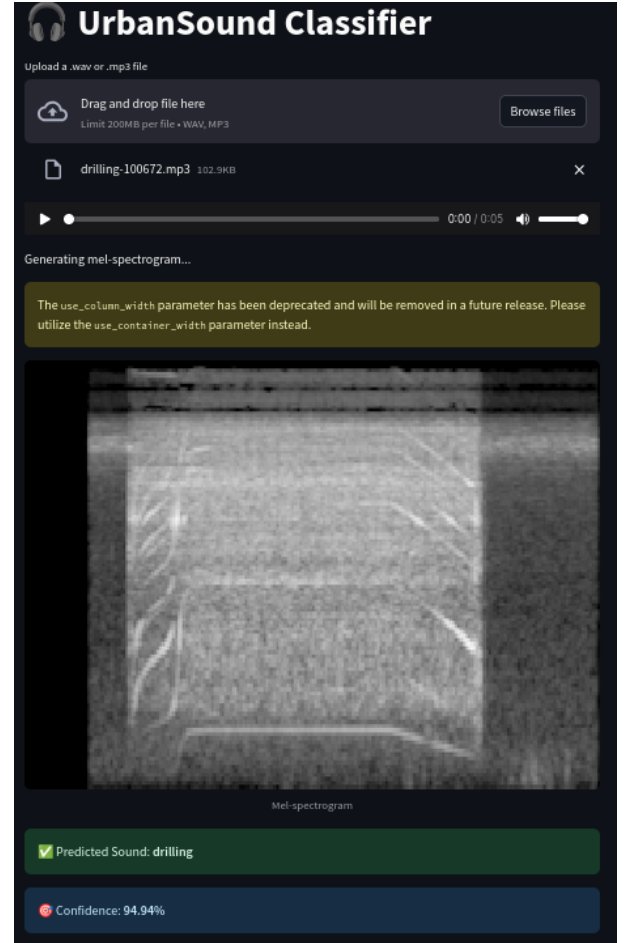 🎧 UrbanSound Classifier
Upload a .wav or .mp3 file
Drag and drop file here
Limit 200MB per file • WAV, MP3
Browse files
drilling-100672.mp3 102.9KB
0:00 / 0:05
Generating mel-spectrogram...
The use_column_width parameter has been deprecated and will be removed in a future release. Please
utilize the use_container_width parameter instead.
Mel-spectrogram
✅ Predicted Sound: drilling
🎯 Confidence: 94.94%